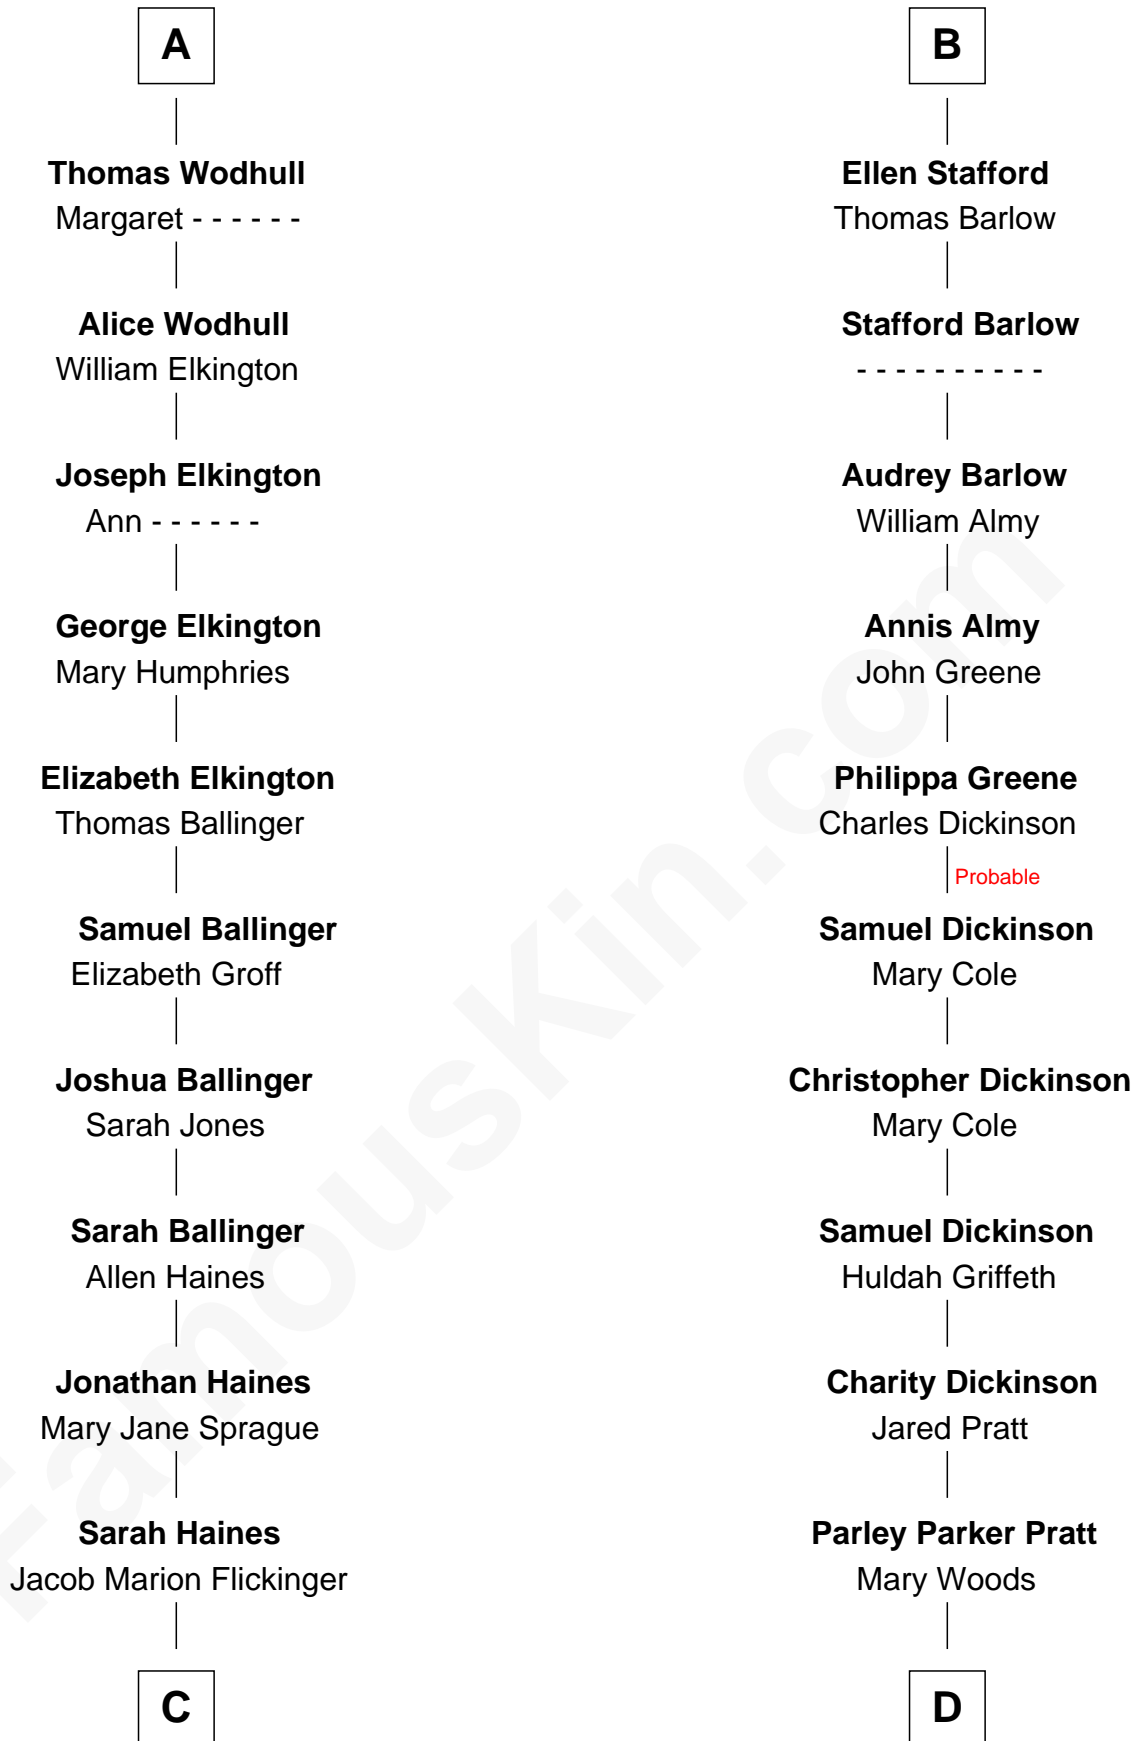 A
Thomas Wodhull
Margaret - - - - - -
Alice Wodhull
William Elkington
Joseph Elkington
Ann - - - - - -
George Elkington
Mary Humphries
Elizabeth Elkington
Thomas Ballinger
Samuel Ballinger
Elizabeth Groff
Joshua Ballinger
Sarah Jones
Sarah Ballinger
Allen Haines
Jonathan Haines
Mary Jane Sprague
Sarah Haines
Jacob Marion Flickinger
C
B
Ellen Stafford
Thomas Barlow
Stafford Barlow
- - - - - - - - - -
Audrey Barlow
William Almy
Annis Almy
John Greene
Philippa Greene
Charles Dickinson
Probable
Samuel Dickinson
Mary Cole
Christopher Dickinson
Mary Cole
Samuel Dickinson
Huldah Griffeth
Charity Dickinson
Jared Pratt
Parley Parker Pratt
Mary Woods
D
FamousKin.com